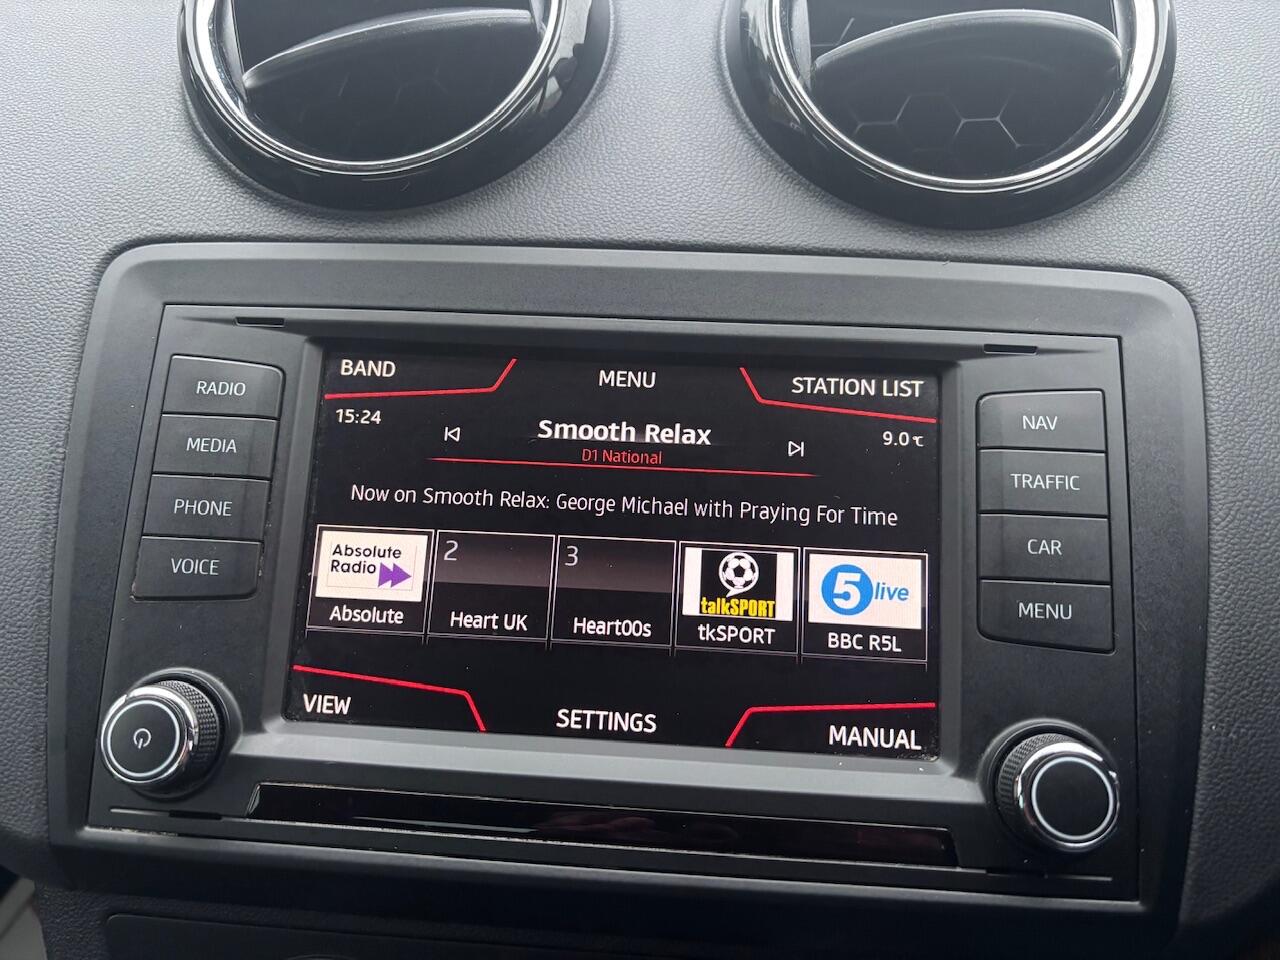 BAND
MENU
STATION LIST
15:24
Smooth Relax
9.0 °C
D1 National
Now on Smooth Relax: George Michael with Praying For Time
Absolute
Radio
Absolute
2
Heart UK
3
Heart00s
talkSPORT
tkSPORT
5 live
BBC R5L
VIEW
SETTINGS
MANUAL
RADIO
MEDIA
PHONE
VOICE
NAV
TRAFFIC
CAR
MENU